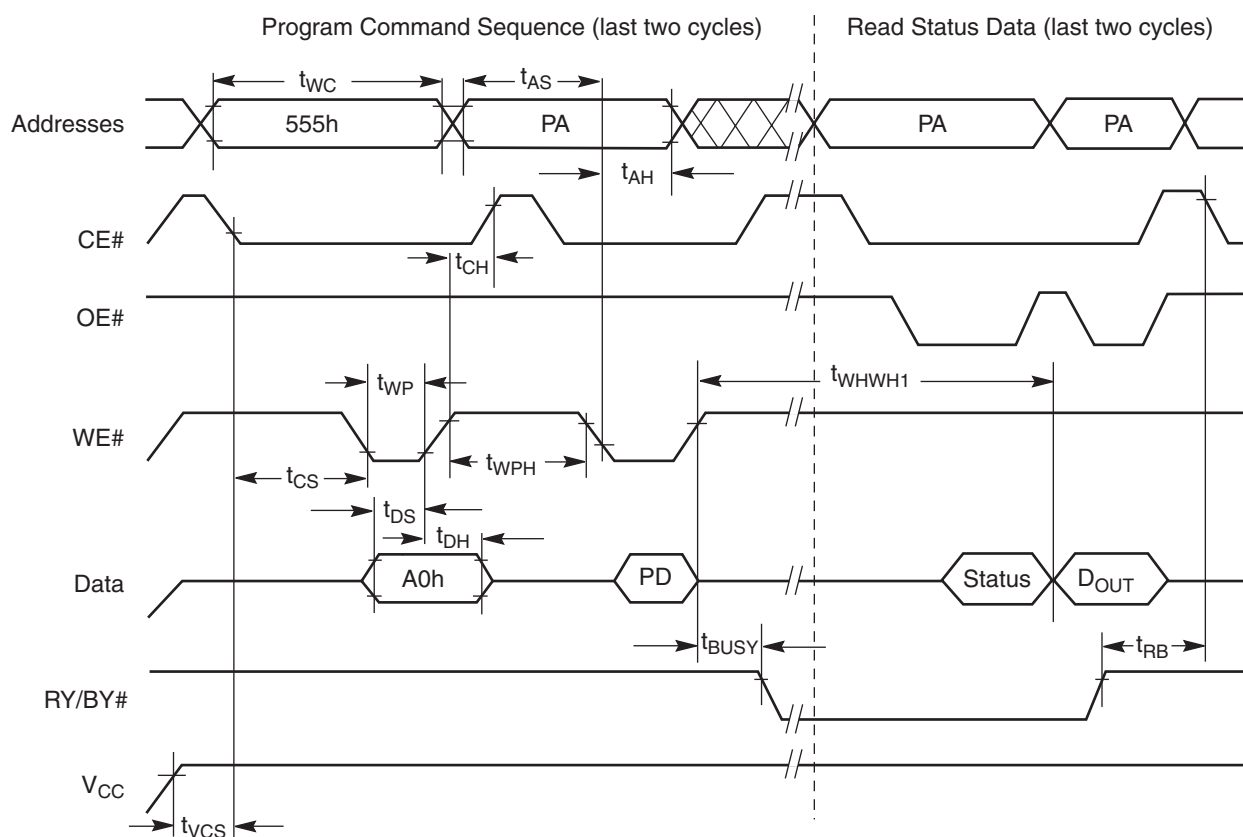 Program Command Sequence (last two cycles)
Read Status Data (last two cycles)
tWC
tAS
Addresses
555h
PA
PA
PA
tAH
CE#
tCH
OE#
tWP
tWHWH1
WE#
tCS
tWPH
tDS
tDH
Data
A0h
PD
Status
DOUT
tBUSY
tRB
RY/BY#
VCC
tVCS